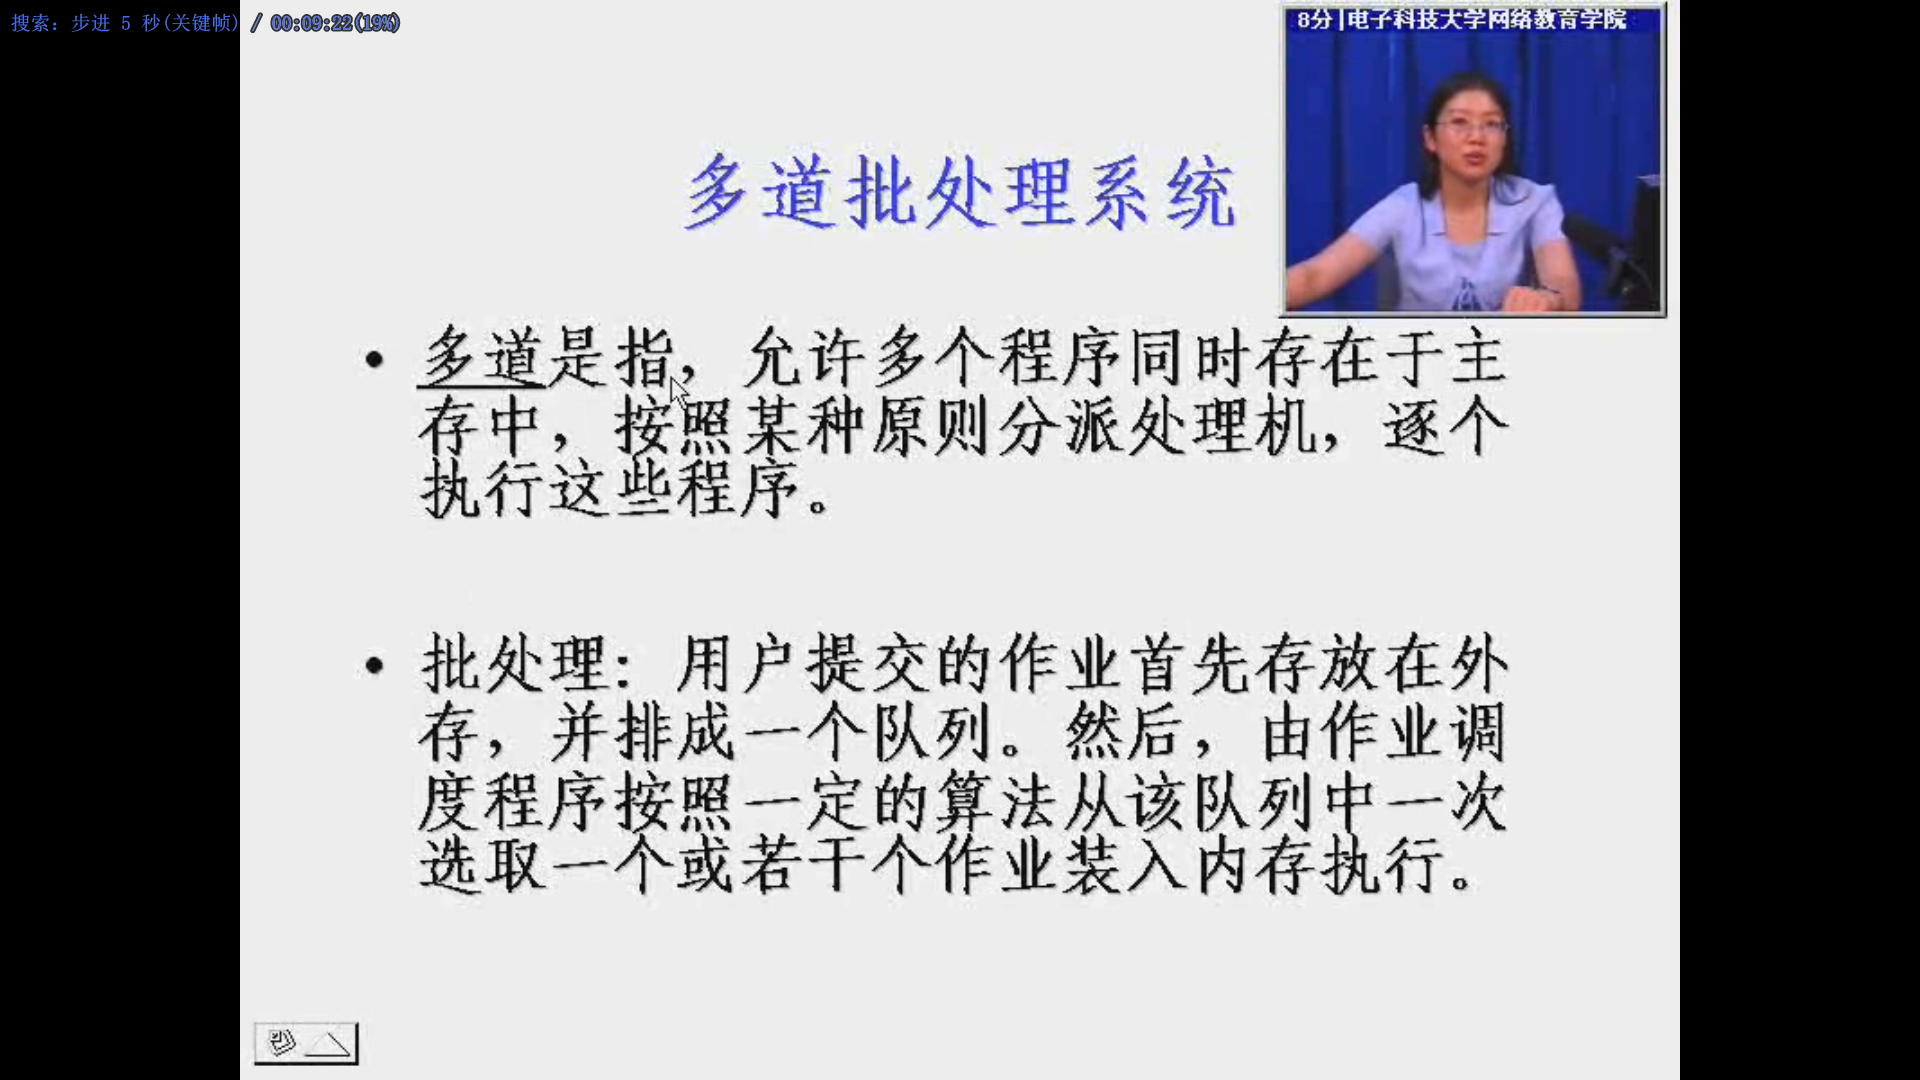 搜索：步进 5 秒(关键帧) / 00:09:22(19%)
8分|电子科技大学网络教育学院
多道批处理系统
• 多道是指，允许多个程序同时存在于主
存中，按照某种原则分派处理机，逐个
执行这些程序。
• 批处理：用户提交的作业首先存放在外
存，并排成一个队列。然后，由作业调
度程序按照一定的算法从该队列中一次
选取一个或若干个作业装入内存执行。